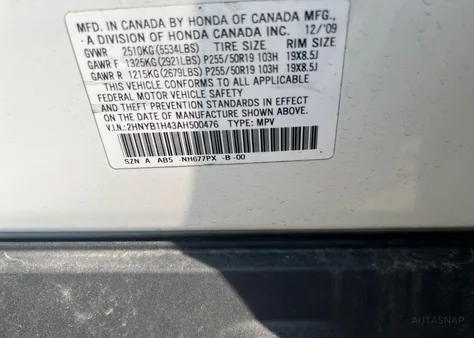 MFD. IN CANADA BY HONDA OF CANADA MFG.,
A DIVISION OF HONDA CANADA INC. 12/'09
GVWR 2510KG(5534LBS) TIRE SIZE RIM SIZE
GAWR F 1325KG(2921LBS) P255/50R19 103H 19X8.5J
GAWR R 1215KG(2679LBS) P255/50R19 103H 19X8.5J
THIS VEHICLE CONFORMS TO ALL APPLICABLE
FEDERAL MOTOR VEHICLE SAFETY AND
THEFT PREVENTION STANDARDS IN EFFECT ON
THE DATE OF MANUFACTURE SHOWN ABOVE.
V.I.N.:2HNYB1H43AH500476 TYPE: MPV
SZN A AB5 -NH677PX -B-00
AUTASNAP